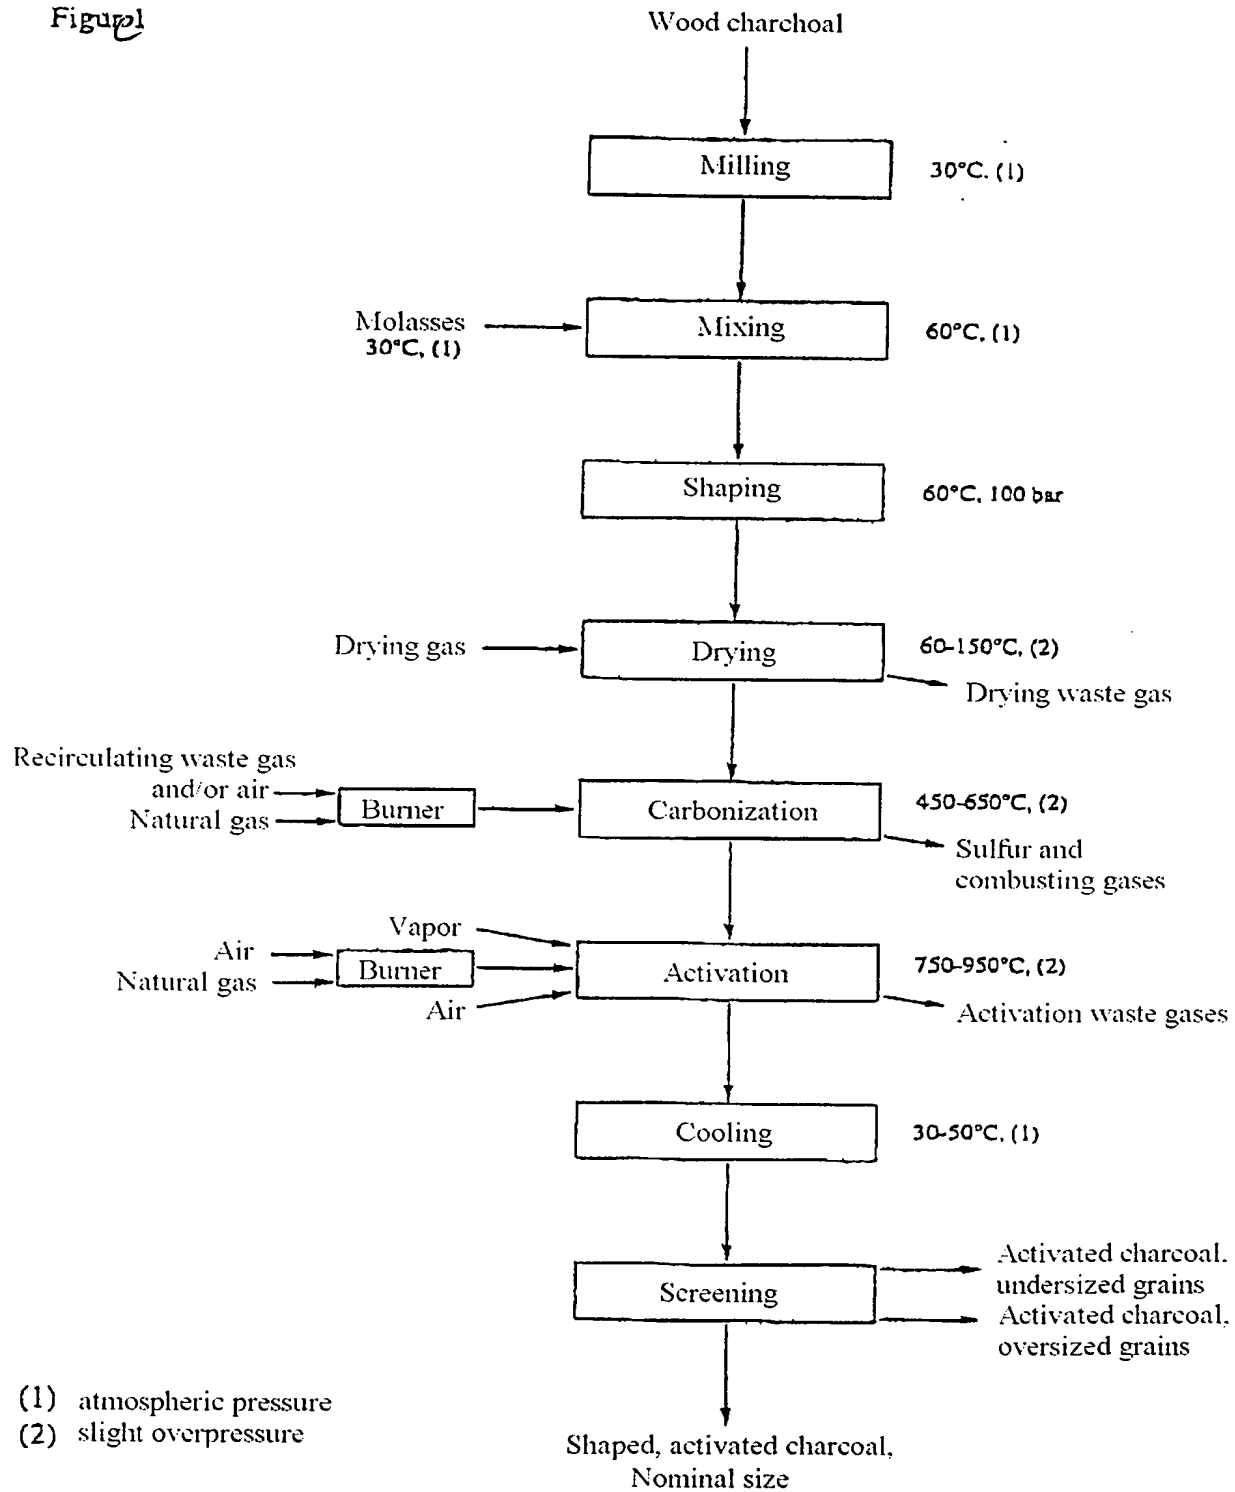 Figure1
Wood charchoal
Milling
30°C. (1)
Molasses
30°C, (1)
Mixing
60°C, (1)
Shaping
60°C, 100 bar
Drying gas
Drying
60-150°C, (2)
Drying waste gas
Recirculating waste gas
and/or air
Natural gas
Burner
Carbonization
450-650°C, (2)
Sulfur and
combusting gases
Vapor
Air
Natural gas
Burner
Air
Activation
750-950°C, (2)
Activation waste gases
Cooling
30-50°C, (1)
Screening
Activated charcoal.
undersized grains
Activated charcoal,
oversized grains
(1) atmospheric pressure
(2) slight overpressure
Shaped, activated charcoal,
Nominal size